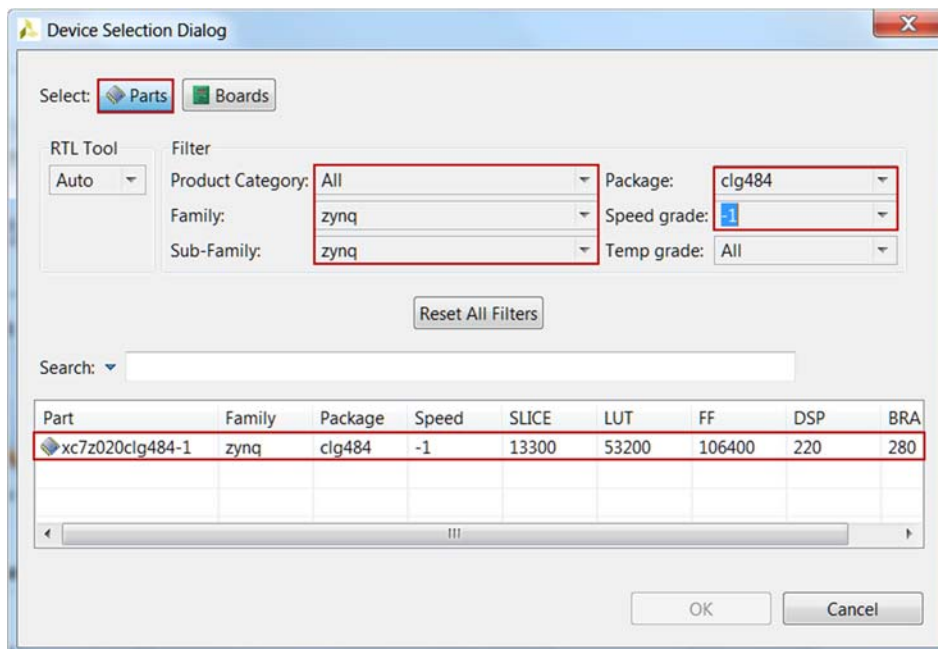 Device Selection Dialog
Select: Parts Boards
RTL Tool Filter
Auto Product Category: All Package: clg484
Family: zynq Speed grade: -1
Sub-Family: zynq Temp grade: All
Reset All Filters
Search:
Part Family Package Speed SLICE LUT FF DSP BRA
xc7z020clg484-1 zynq clg484 -1 13300 53200 106400 220 280
OK Cancel